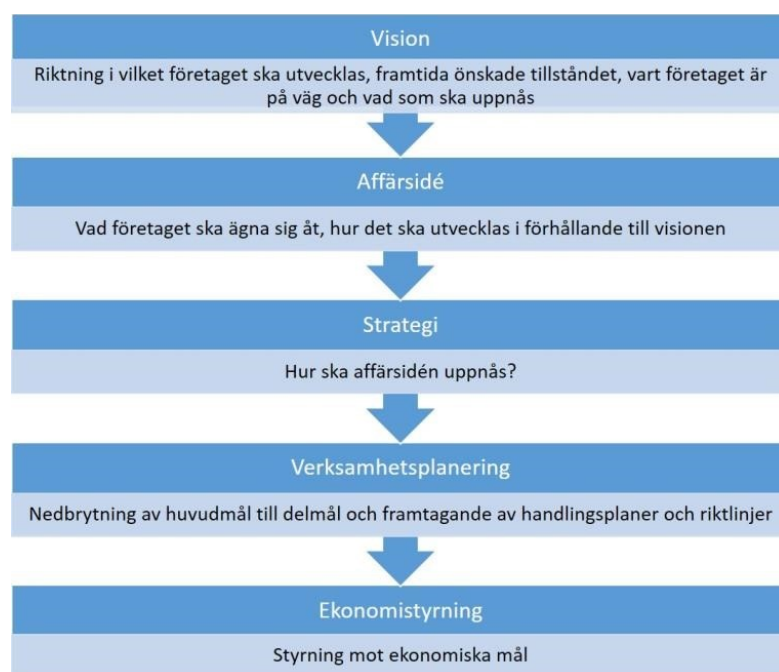 Vision
Riktning i vilket företaget ska utvecklas, framtida önskade tillståndet, vart företaget är
på väg och vad som ska uppnås
Affärsidé
Vad företaget ska ägna sig åt, hur det ska utvecklas i förhållande till visionen
Strategi
Hur ska affärsidén uppnås?
Verksamhetsplanering
Nedbrytning av huvudmål till delmål och framtagande av handlingsplaner och riktlinjer
Ekonomistyrning
Styrning mot ekonomiska mål